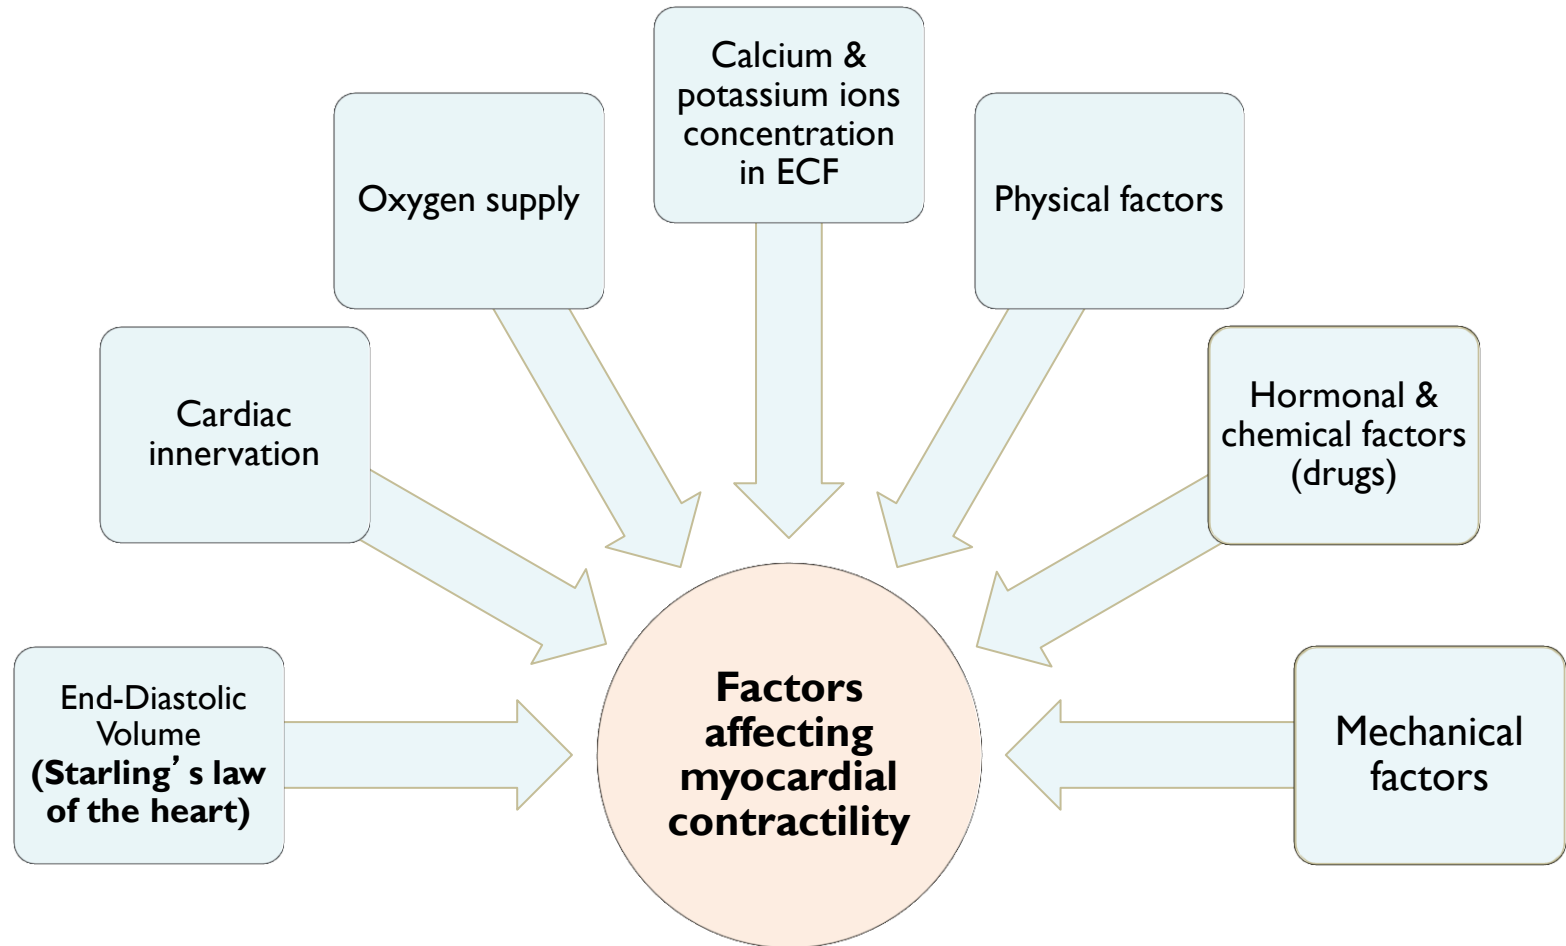 Calcium &
potassium ions
concentration
in ECF
Oxygen supply
Physical factors
Cardiac
innervation
Hormonal &
chemical factors
(drugs)
End-Diastolic
Volume
(Starling’ s law
of the heart)
Factors
affecting
myocardial
contractility
Mechanical
factors